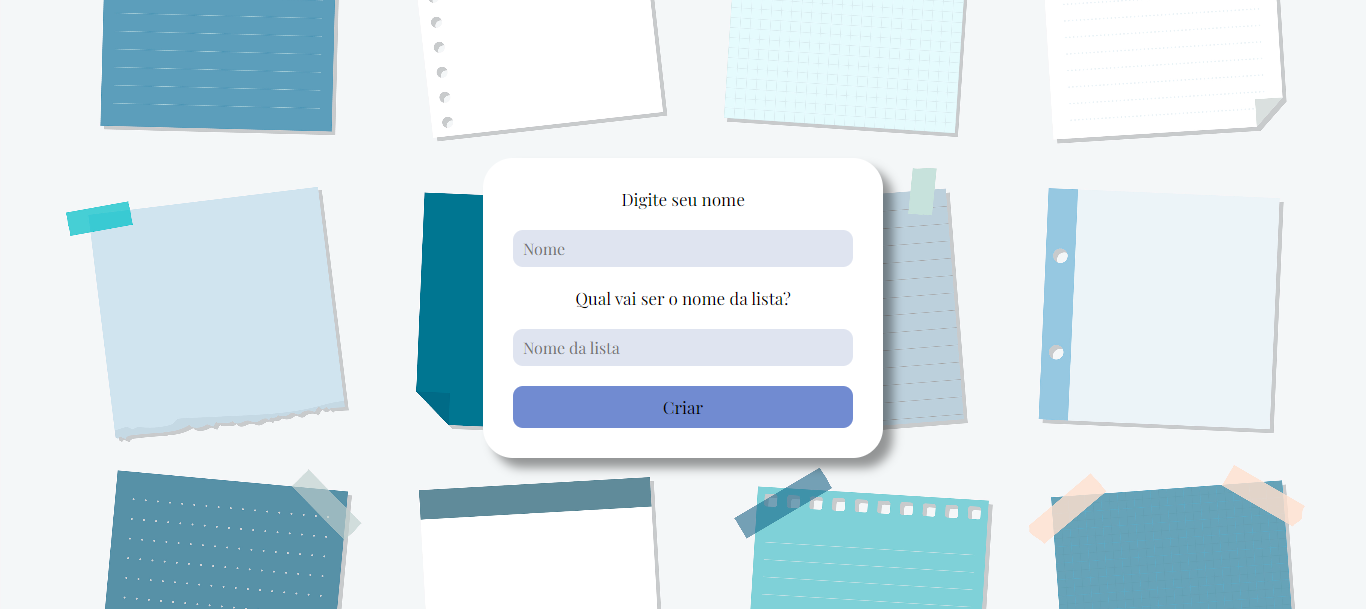 Digite seu nome
Nome
Qual vai ser o nome da lista?
Nome da lista
Criar